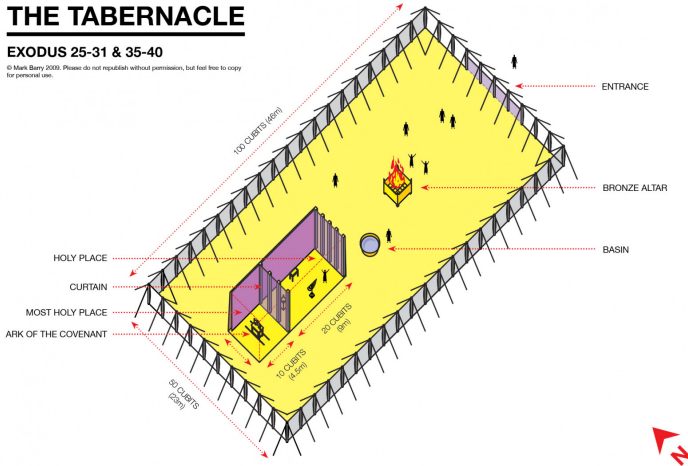 THE TABERNACLE
EXODUS 25-31 & 35-40
© Mark Barry 2009. Please do not republish without permission, but feel free to copy
for personal use.
100 CUBITS (46m)
ENTRANCE
BRONZE ALTAR
BASIN
HOLY PLACE
CURTAIN
MOST HOLY PLACE
ARK OF THE COVENANT
20 CUBITS
(9m)
10 CUBITS
(4.5m)
50 CUBITS
(23m)
N